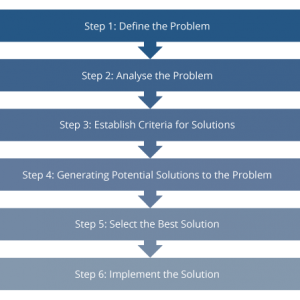 Step 1: Define the Problem
Step 2: Analyse the Problem
Step 3: Establish Criteria for Solutions
Step 4: Generating Potential Solutions to the Problem
Step 5: Select the Best Solution
Step 6: Implement the Solution